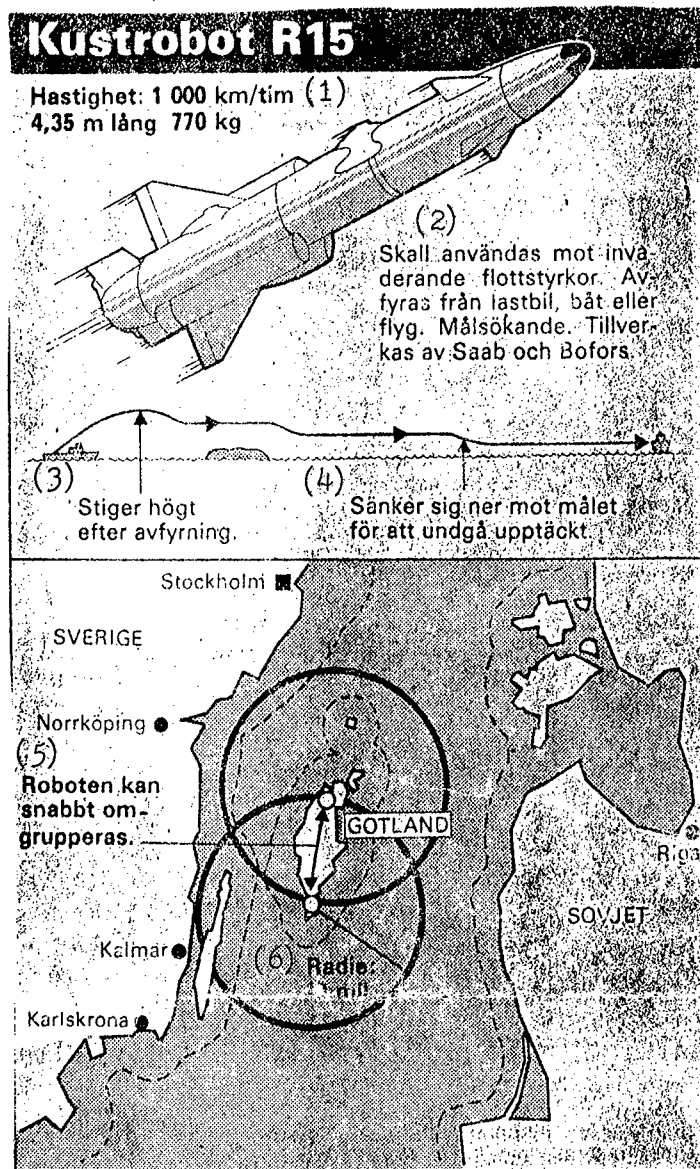 Kustrobot R15
Hastighet: 1 000 km/tim (1)
4,35 m lång 770 kg
(2)
Skall användas mot inva-
derande flottstyrkor. Av-
fyras från lastbil, båt eller
flyg. Målsökande. Tillver-
kas av Saab och Bofors.
(3)
Stiger högt
efter avfyrning.
(4)
Sänker sig ner mot målet
för att undgå upptäckt
Stockholm
SVERIGE
Norrköping
(5)
Roboten kan
snabbt om-
grupperas.
GOTLAND
SOVJET
Kalmar
(6) Radie:
mil
Karlskrona